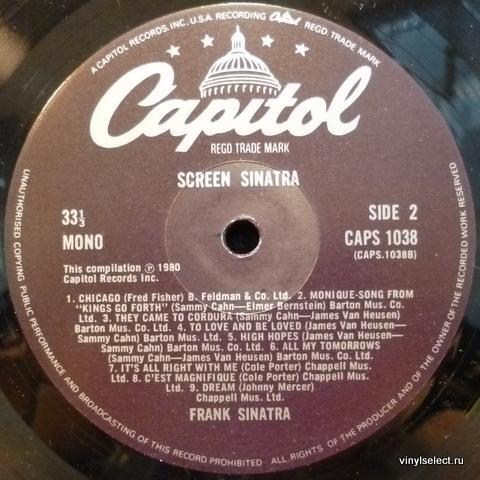 A CAPITOL RECORDS, INC., U.S.A. RECORDING Capitol REGD TRADE MARK
Capitol
REGD TRADE MARK
SCREEN SINATRA
33⅓
MONO
SIDE 2
CAPS 1038
(CAPS.1038B)
This compilation Ⓟ 1980
Capitol Records Inc.
1. CHICAGO (Fred Fisher) B. Feldman & Co. Ltd. 2. MONIQUE-SONG FROM
"KINGS GO FORTH" (Sammy Cahn—Elmer Bernstein) Barton Mus. Co.
Ltd. 3. THEY CAME TO CORDURA (Sammy Cahn—James Van Heusen)
Barton Mus. Co. Ltd. 4. TO LOVE AND BE LOVED (James Van Heusen—
Sammy Cahn) Barton Mus. Co. Ltd. 5. HIGH HOPES (James Van Heusen—
Sammy Cahn) Barton Mus. Co. Ltd. 6. ALL MY TOMORROWS
(Sammy Cahn—James Van Heusen) Barton Mus. Co. Ltd.
7. IT'S ALL RIGHT WITH ME (Cole Porter) Chappell Mus.
Ltd. 8. C'EST MAGNIFIQUE (Cole Porter) Chappell Mus.
Ltd. 9. DREAM (Johnny Mercer)
Chappell Mus. Ltd.
FRANK SINATRA
UNAUTHORISED COPYING PUBLIC PERFORMANCE AND BROADCASTING OF THIS RECORD PROHIBITED · ALL RIGHTS OF THE PRODUCER AND OF THE OWNER OF THE RECORDED WORK RESERVED
vinylselect.ru